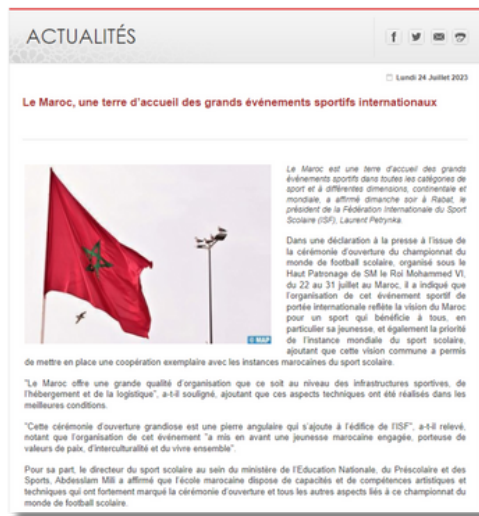 ACTUALITÉS
Lundi 24 Juillet 2023
Le Maroc, une terre d'accueil des grands événements sportifs internationaux
Le Maroc est une terre d'accueil des grands
événements sportifs dans toutes les catégories de
sport et à différentes dimensions, continentale et
mondiale, a affirmé dimanche soir à Rabat, le
président de la Fédération Internationale du Sport
Scolaire (ISF), Laurent Petrynka.
Dans une déclaration à la presse à l'issue de
la cérémonie d'ouverture du championnat du
monde de football scolaire, organisé sous le
Haut Patronage de SM le Roi Mohammed VI,
du 22 au 31 juillet au Maroc, il a indiqué que
l'organisation de cet événement sportif de
portée internationale reflète la vision du Maroc
pour un sport qui bénéficie à tous, en
particulier sa jeunesse, et également la priorité
de l'instance mondiale du sport scolaire,
ajoutant que cette vision commune a permis
de mettre en place une coopération exemplaire avec les instances marocaines du sport scolaire.
"Le Maroc offre une grande qualité d'organisation que ce soit au niveau des infrastructures sportives, de
l'hébergement et de la logistique", a-t-il souligné, ajoutant que ces aspects techniques ont été réalisés dans les
meilleures conditions.
"Cette cérémonie d'ouverture grandiose est une pierre angulaire qui s'ajoute à l'édifice de l'ISF", a-t-il relevé,
notant que l'organisation de cet événement "a mis en avant une jeunesse marocaine engagée, porteuse de
valeurs de paix, d'interculturalité et du vivre ensemble".
Pour sa part, le directeur du sport scolaire au sein du ministère de l'Education Nationale, du Préscolaire et des
Sports, Abdesslam Mili a affirmé que l'école marocaine dispose de capacités et de compétences artistiques et
techniques qui ont fortement marqué la cérémonie d'ouverture et tous les autres aspects liés à ce championnat du
monde de football scolaire.
© MAP